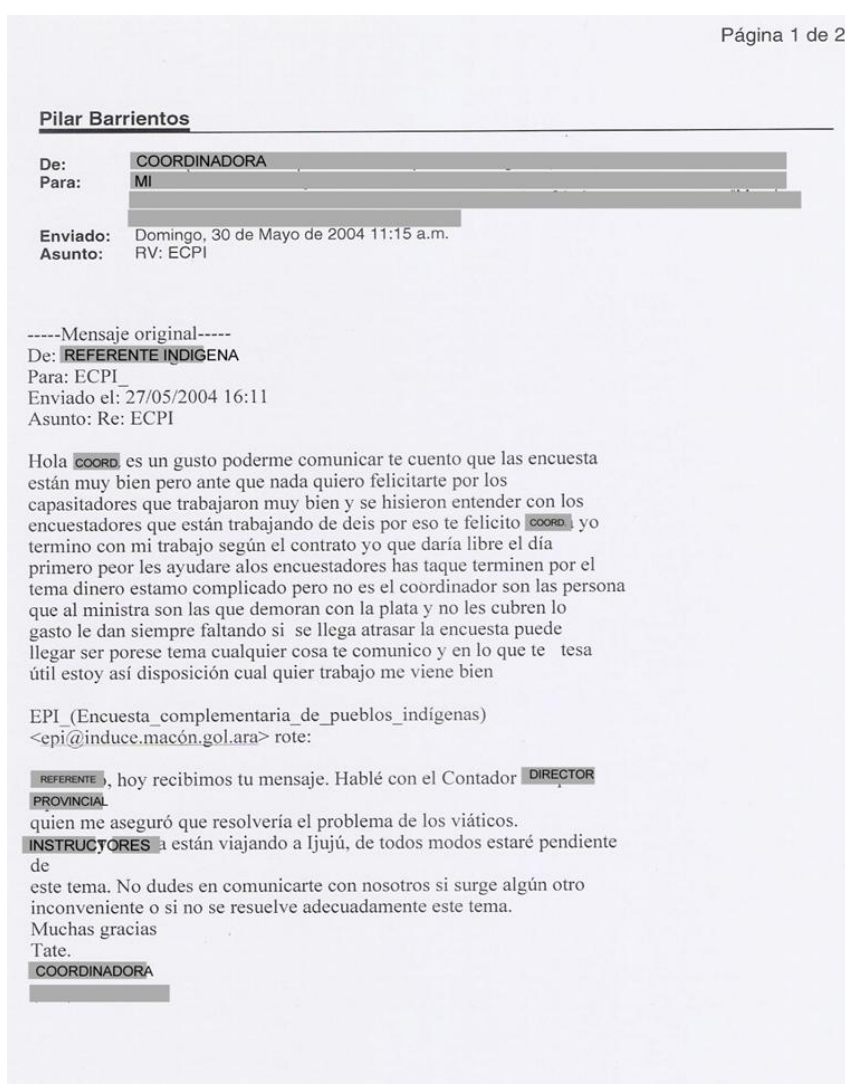 Página 1 de 2
Pilar Barrientos
De: COORDINADORA
Para: MI
Enviado: Domingo, 30 de Mayo de 2004 11:15 a.m.
Asunto: RV: ECPI
-----Mensaje original-----
De: REFERENTE INDIGENA
Para: ECPI_
Enviado el: 27/05/2004 16:11
Asunto: Re: ECPI
Hola COORD. es un gusto poderme comunicar te cuento que las encuesta
están muy bien pero ante que nada quiero felicitarte por los
capasitadores que trabajaron muy bien y se hisieron entender con los
encuestadores que están trabajando de deis por eso te felicito COORD. yo
termino con mi trabajo según el contrato yo que daría libre el día
primero peor les ayudare alos encuestadores has taque terminen por el
tema dinero estamo complicado pero no es el coordinador son las persona
que al ministra son las que demoran con la plata y no les cubren lo
gasto le dan siempre faltando si se llega atrasar la encuesta puede
llegar ser porese tema cualquier cosa te comunico y en lo que te tesa
útil estoy así disposición cual quier trabajo me viene bien
EPI_(Encuesta_complementaria_de_pueblos_indígenas)
<epi@induce.macón.gol.ara> rote:
REFERENTE , hoy recibimos tu mensaje. Hablé con el Contador DIRECTOR
PROVINCIAL
quien me aseguró que resolvería el problema de los viáticos.
INSTRUCTORES a están viajando a Ijujú, de todos modos estaré pendiente
de
este tema. No dudes en comunicarte con nosotros si surge algún otro
inconveniente o si no se resuelve adecuadamente este tema.
Muchas gracias
Tate.
COORDINADORA